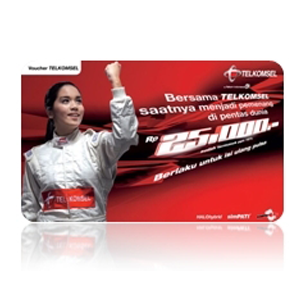 Voucher TELKOMSEL
TELKOMSEL
Bersama TELKOMSEL
saatnya menjadi pemenang
di pentas dunia
Rp 25.000,-
Berlaku untuk isi ulang pulsa
TELKOMSEL
HALOhybrid simPATI